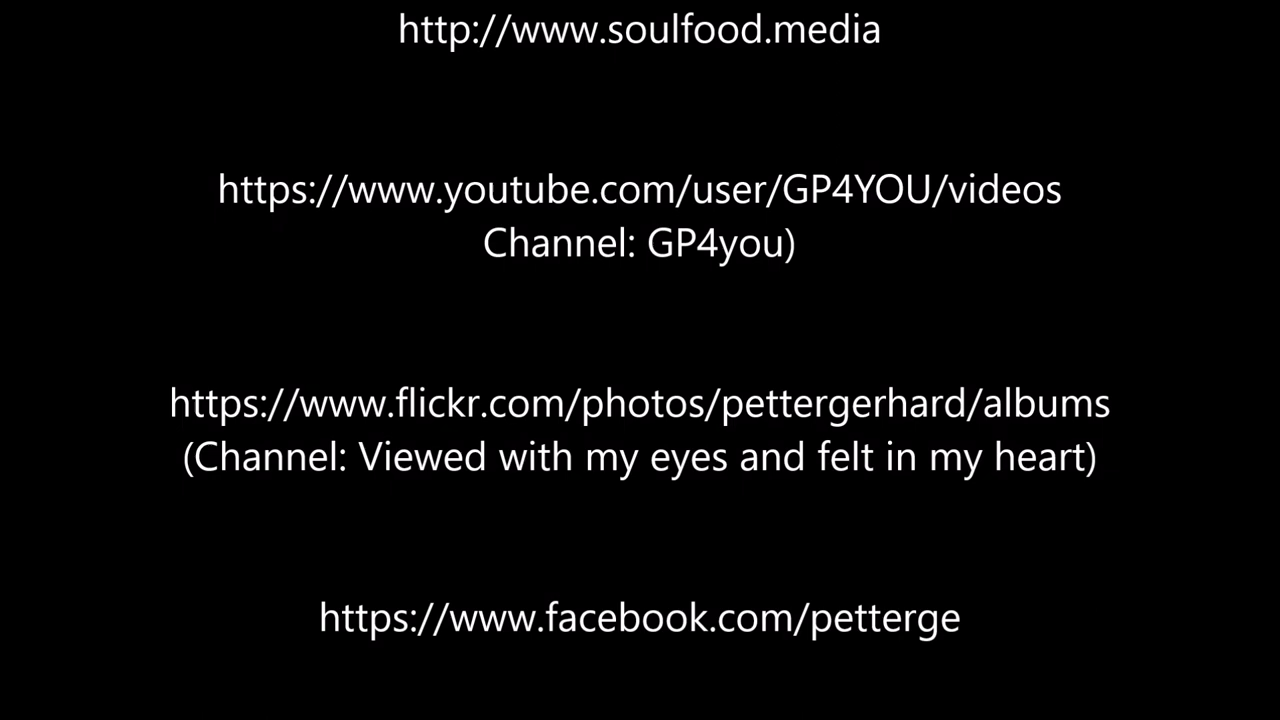 http://www.soulfood.media
https://www.youtube.com/user/GP4YOU/videos
Channel: GP4you)
https://www.flickr.com/photos/pettergerhard/albums
(Channel: Viewed with my eyes and felt in my heart)
https://www.facebook.com/petterge